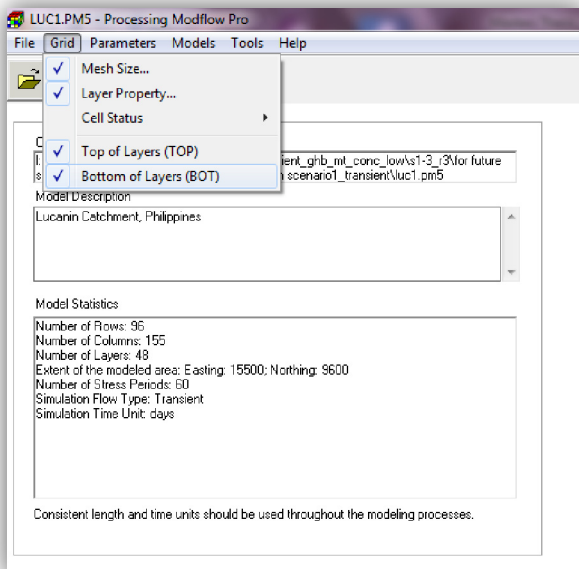 LUC1.PM5 - Processing Modflow Pro
File Grid Parameters Models Tools Help
Mesh Size...
Layer Property...
Cell Status
Top of Layers (TOP)
Bottom of Layers (BOT)
ient_ghb_mt_conc_low\s1-3_r3\for future
scenario1_transient\luc1.pm5
Model Description
Lucanin Catchment, Philippines
Model Statistics
Number of Rows: 96
Number of Columns: 155
Number of Layers: 48
Extent of the modeled area: Easting: 15500; Northing: 9600
Number of Stress Periods: 60
Simulation Flow Type: Transient
Simulation Time Unit: days
Consistent length and time units should be used throughout the modeling processes.